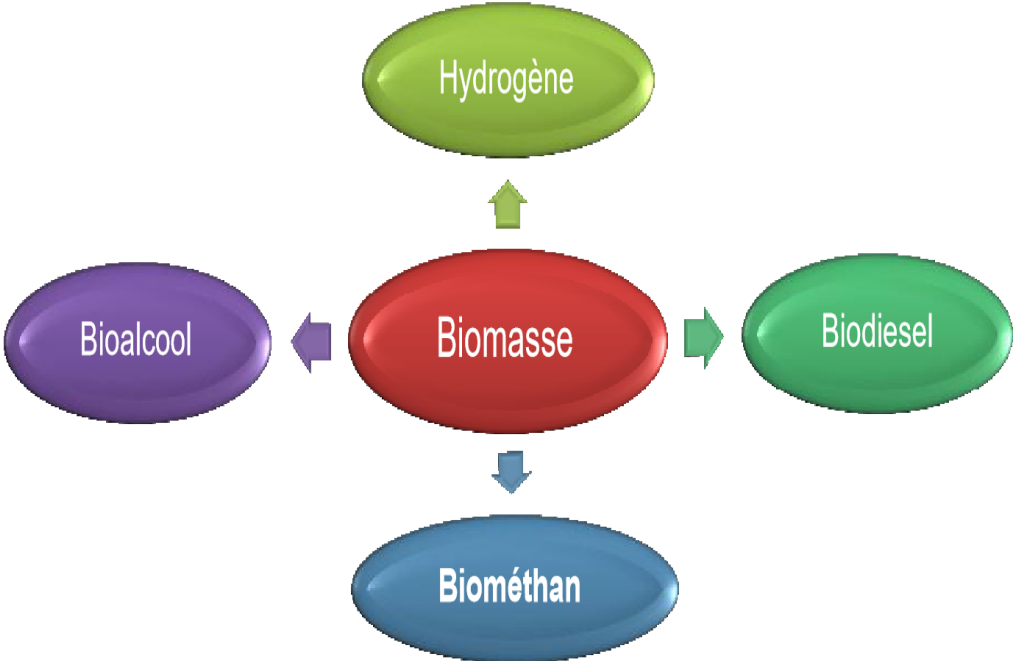 Hydrogène
Bioalcool
Biomasse
Biodiesel
Biométhan